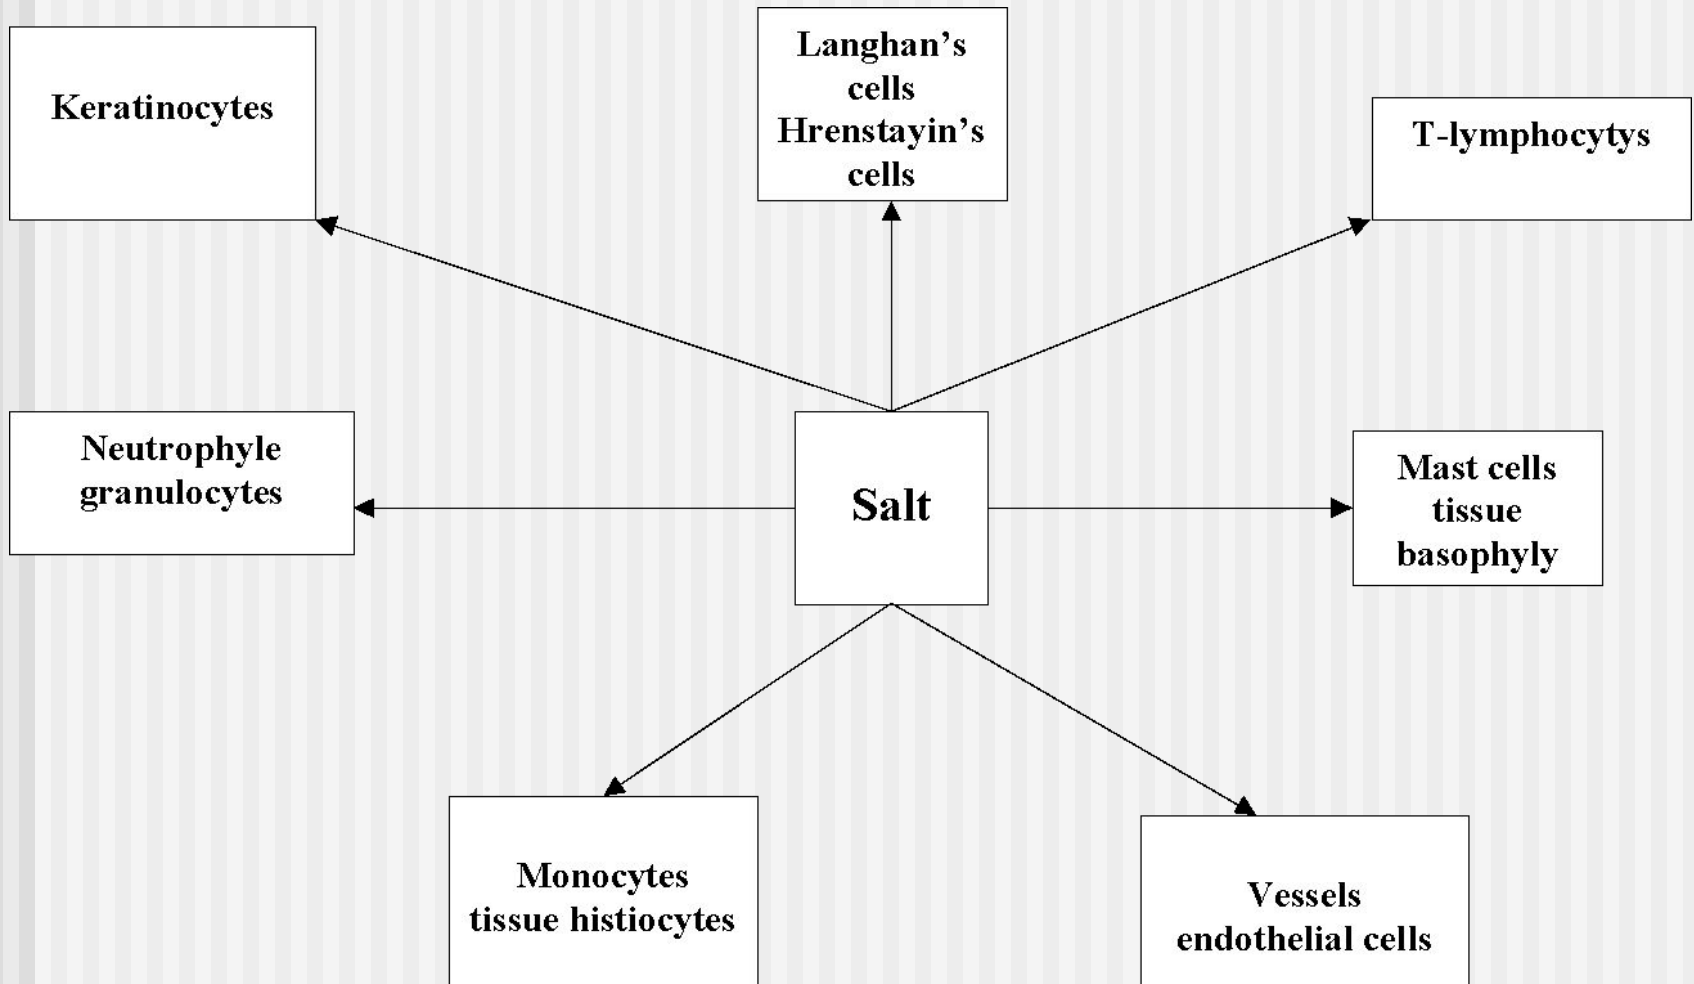 Keratinocytes
Langhan's
cells
Hrenstayin's
cells
T-lymphocytys
Neutrophyle
granulocytes
Salt
Mast cells
tissue
basophyly
Monocytes
tissue histiocytes
Vessels
endothelial cells